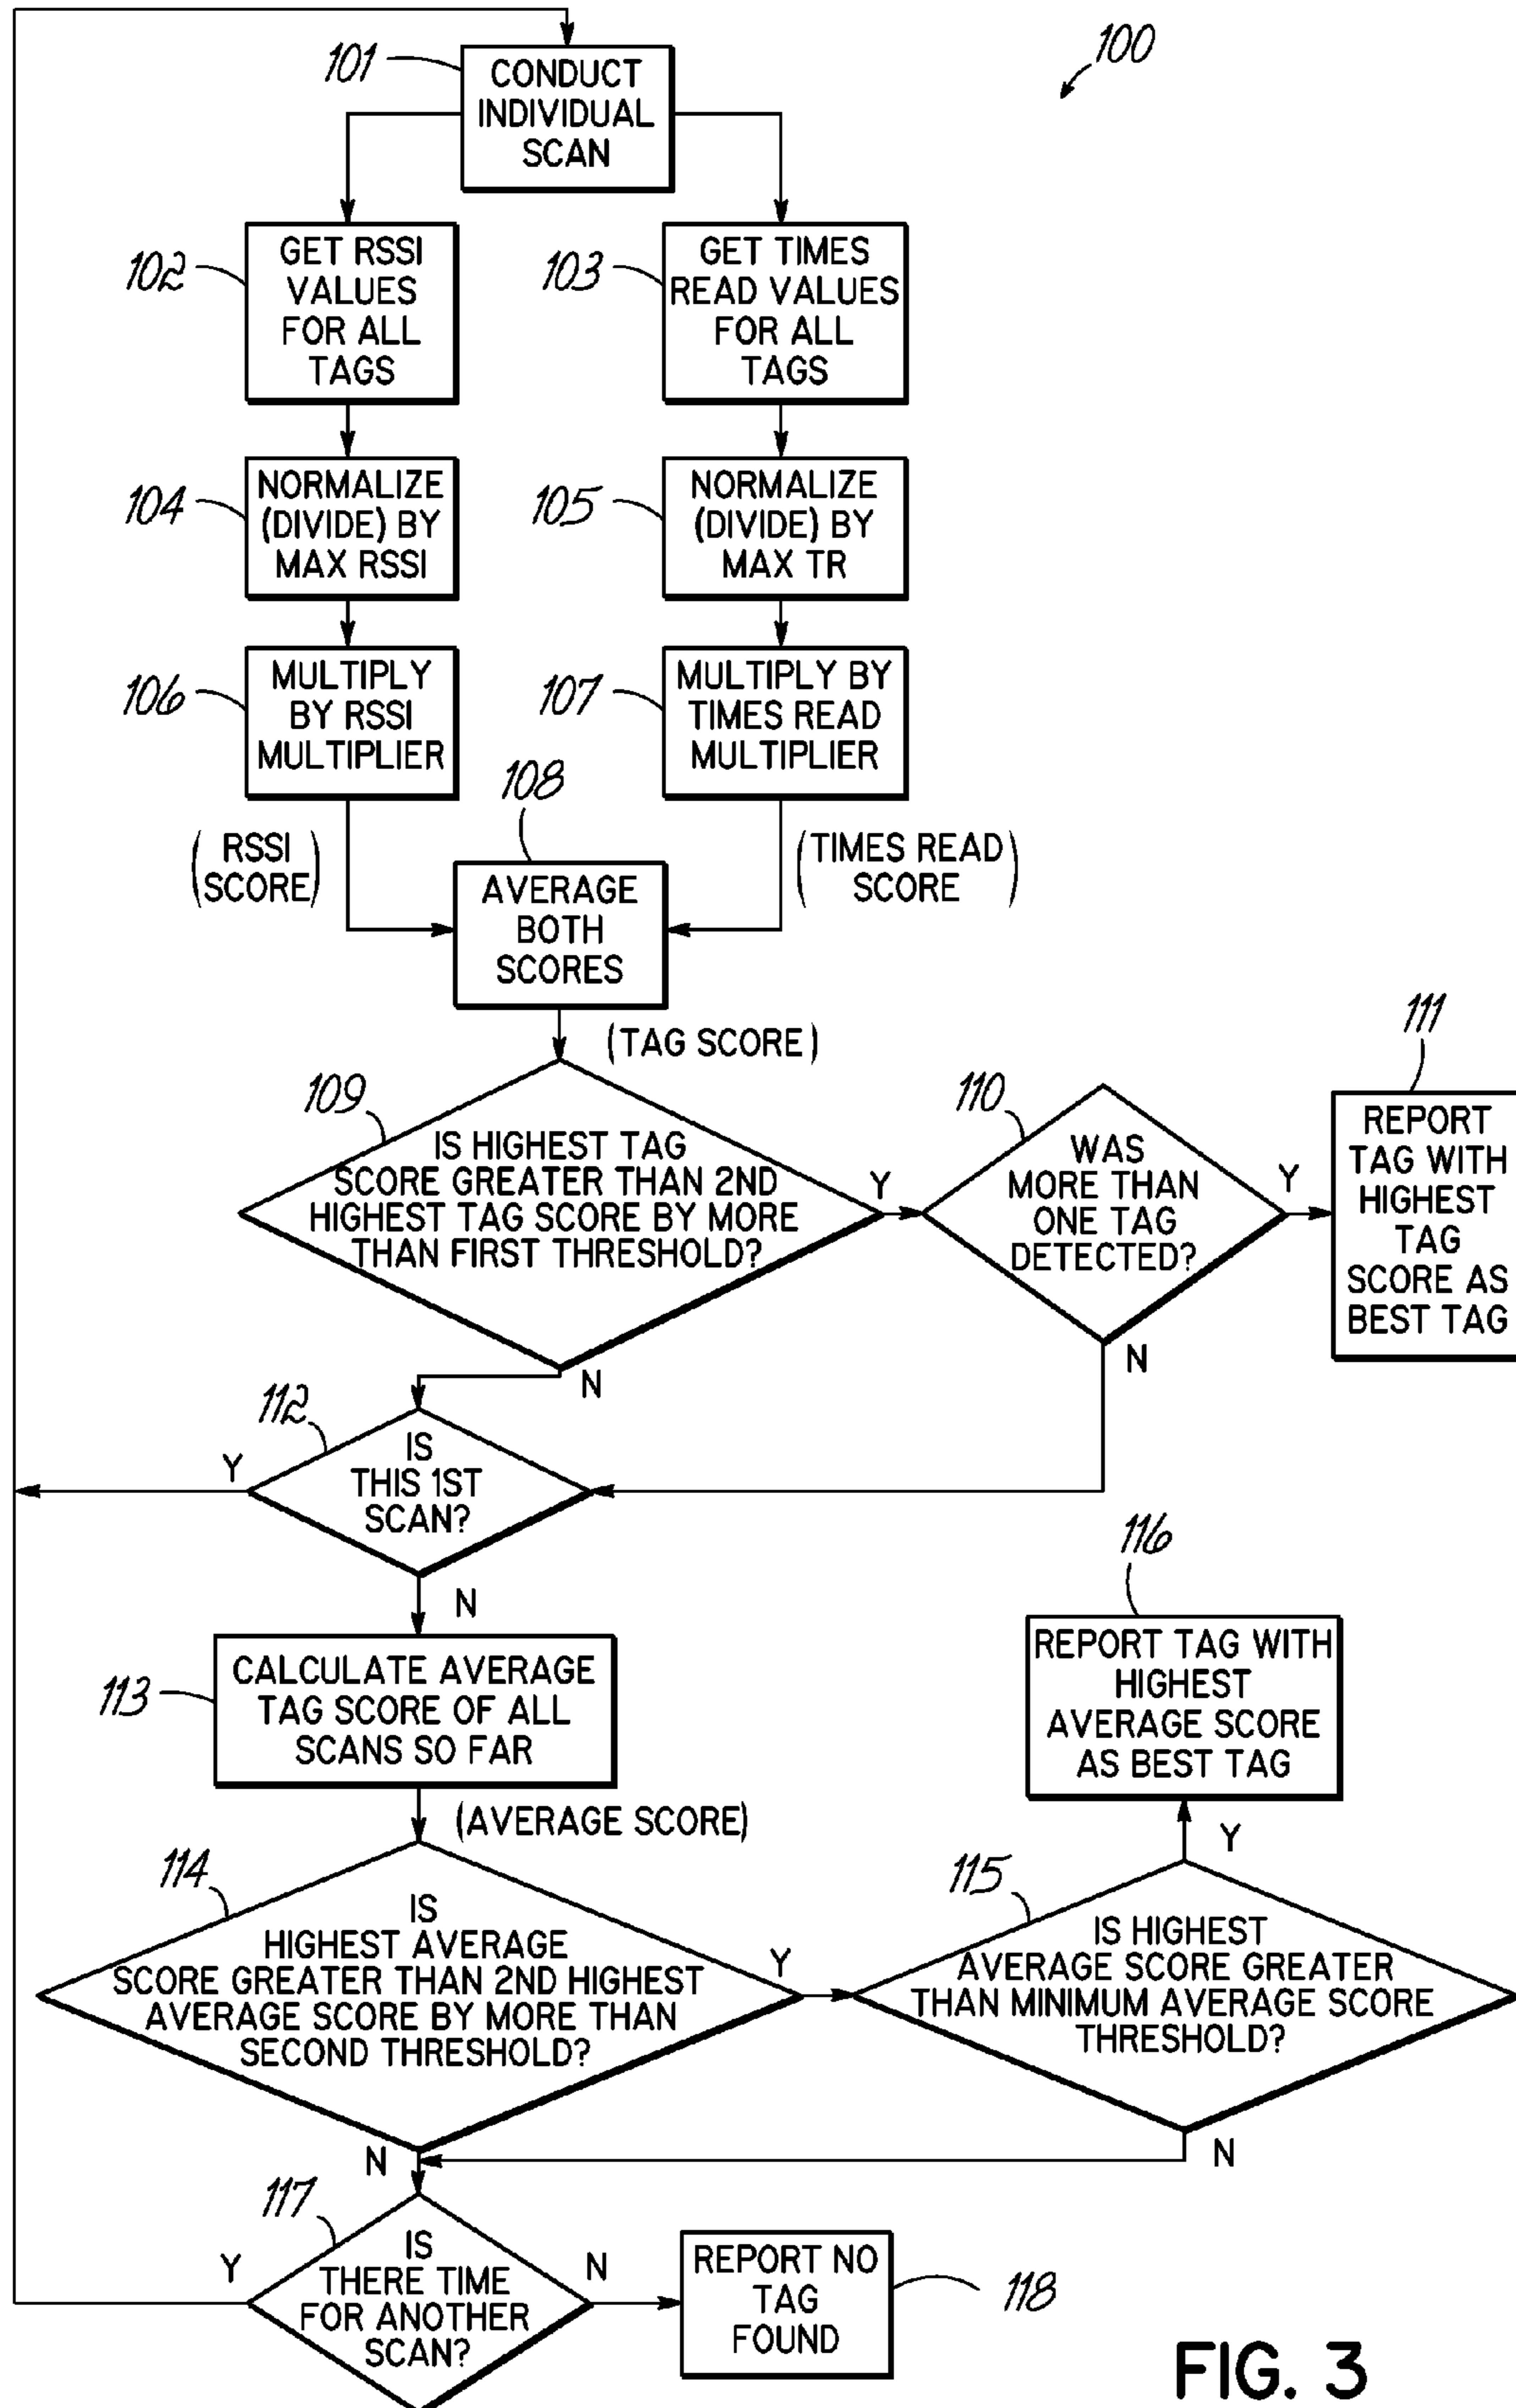 100
101
CONDUCT
INDIVIDUAL
SCAN
102
GET RSSI
VALUES
FOR ALL
TAGS
103
GET TIMES
READ VALUES
FOR ALL
TAGS
104
NORMALIZE
(DIVIDE) BY
MAX RSSI
105
NORMALIZE
(DIVIDE) BY
MAX TR
106
MULTIPLY
BY RSSI
MULTIPLIER
107
MULTIPLY BY
TIMES READ
MULTIPLIER
(RSSI
SCORE)
108
AVERAGE
BOTH
SCORES
(TIMES READ
SCORE)
(TAG SCORE)
109
IS HIGHEST TAG
SCORE GREATER THAN 2ND
HIGHEST TAG SCORE BY MORE
THAN FIRST THRESHOLD?
Y
N
110
WAS
MORE THAN
ONE TAG
DETECTED?
Y
N
111
REPORT
TAG WITH
HIGHEST
TAG
SCORE AS
BEST TAG
112
IS
THIS 1ST
SCAN?
Y
N
113
CALCULATE AVERAGE
TAG SCORE OF ALL
SCANS SO FAR
(AVERAGE SCORE)
114
IS
HIGHEST AVERAGE
SCORE GREATER THAN 2ND HIGHEST
AVERAGE SCORE BY MORE THAN
SECOND THRESHOLD?
Y
N
115
IS HIGHEST
AVERAGE SCORE GREATER
THAN MINIMUM AVERAGE SCORE
THRESHOLD?
Y
N
116
REPORT TAG WITH
HIGHEST
AVERAGE SCORE
AS BEST TAG
117
IS
THERE TIME
FOR ANOTHER
SCAN?
Y
N
REPORT NO
TAG
FOUND
118
FIG. 3